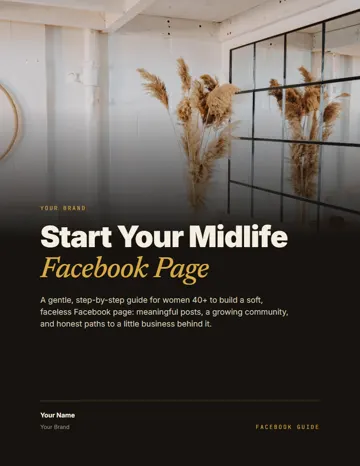 YOUR BRAND
Start Your Midlife
Facebook Page
A gentle, step-by-step guide for women 40+ to build a soft,
faceless Facebook page: meaningful posts, a growing community,
and honest paths to a little business behind it.
Your Name
Your Brand
FACEBOOK GUIDE